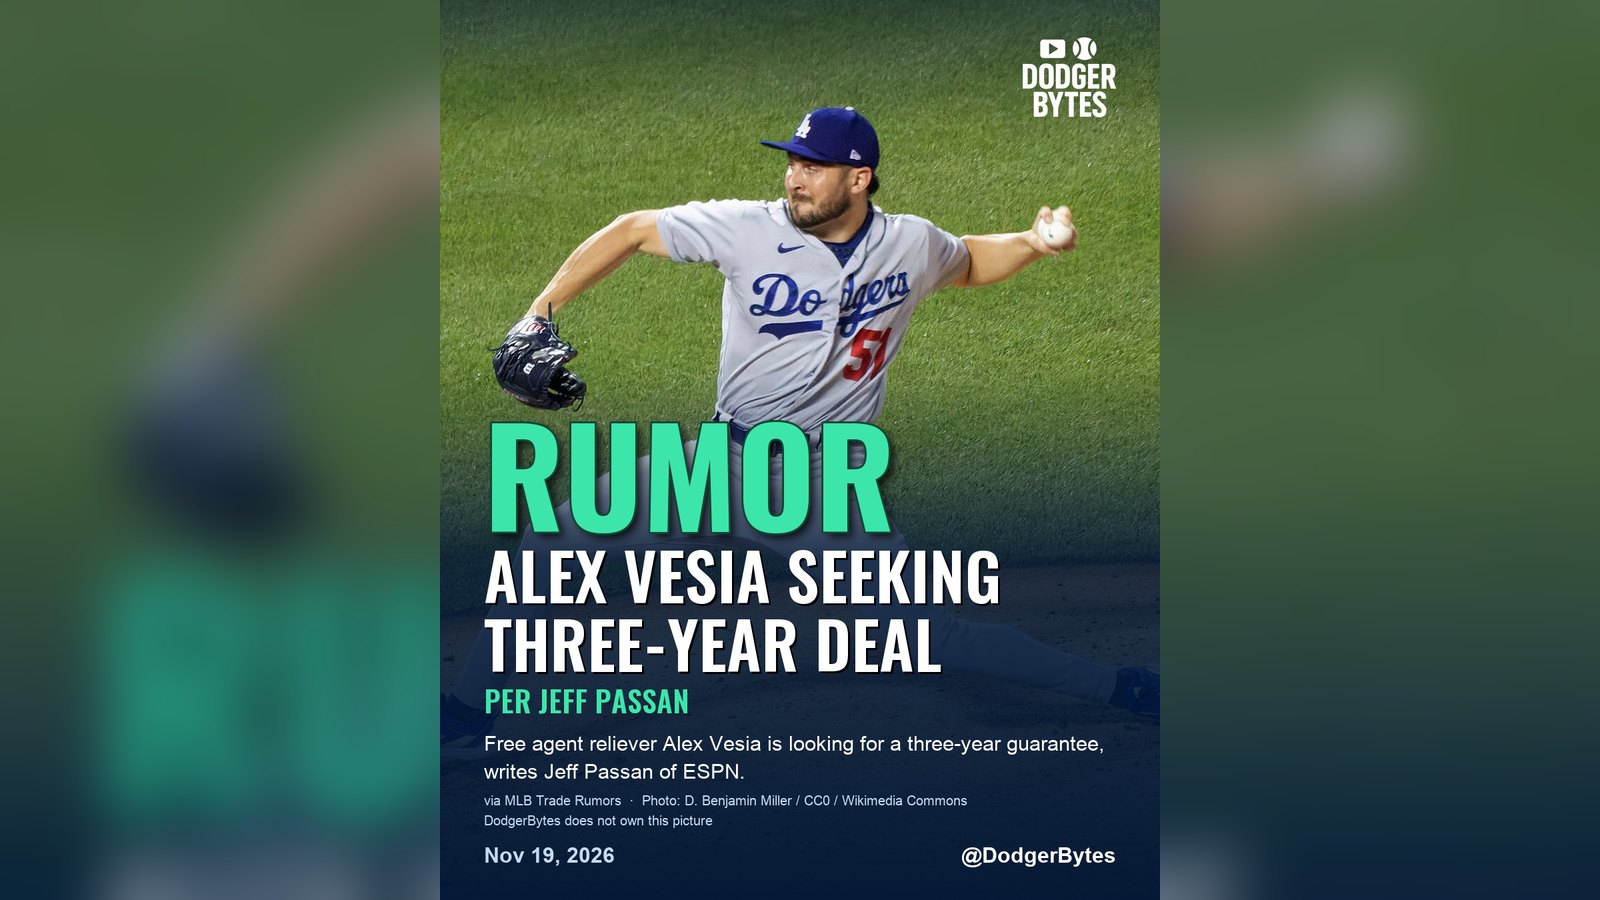 DODGER
BYTES
Dodgers
51
RUMOR
ALEX VESIA SEEKING
THREE-YEAR DEAL
PER JEFF PASSAN
Free agent reliever Alex Vesia is looking for a three-year guarantee,
writes Jeff Passan of ESPN.
via MLB Trade Rumors · Photo: D. Benjamin Miller / CC0 / Wikimedia Commons
DodgerBytes does not own this picture
Nov 19, 2026
@DodgerBytes